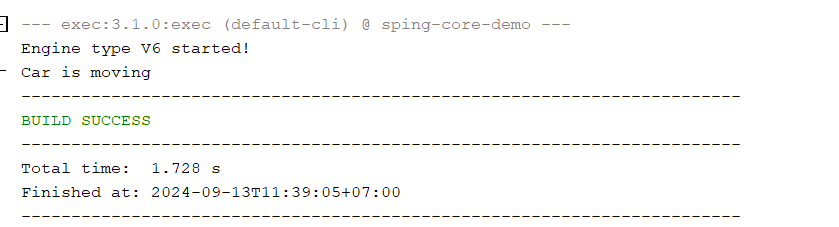 --- exec:3.1.0:exec (default-cli) @ sping-core-demo ---
Engine type V6 started!
Car is moving
------------------------------------------------------------------------
BUILD SUCCESS
------------------------------------------------------------------------
Total time:  1.728 s
Finished at: 2024-09-13T11:39:05+07:00
------------------------------------------------------------------------